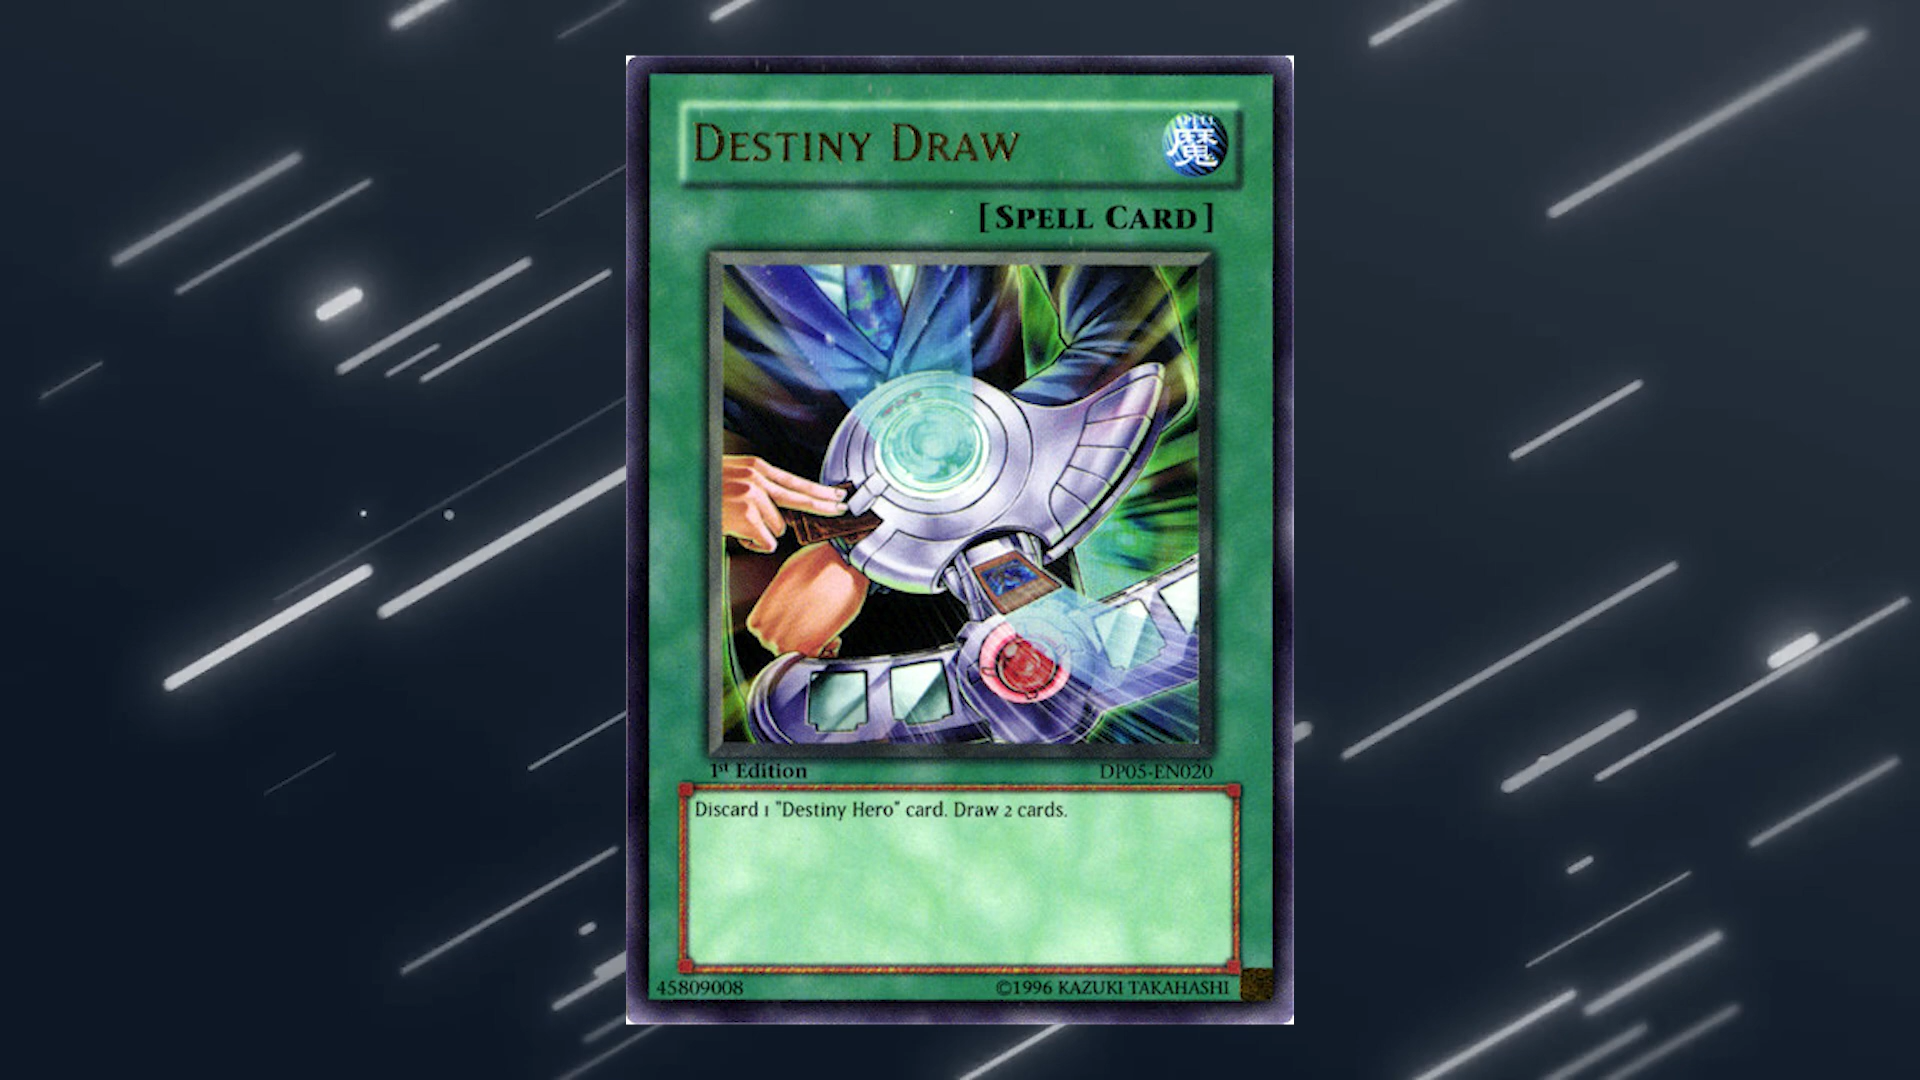 DESTINY DRAW
魔
[SPELL CARD]
1st Edition
DP05-EN020
Discard 1 "Destiny Hero" card. Draw 2 cards.
45809008
©1996 KAZUKI TAKAHASHI